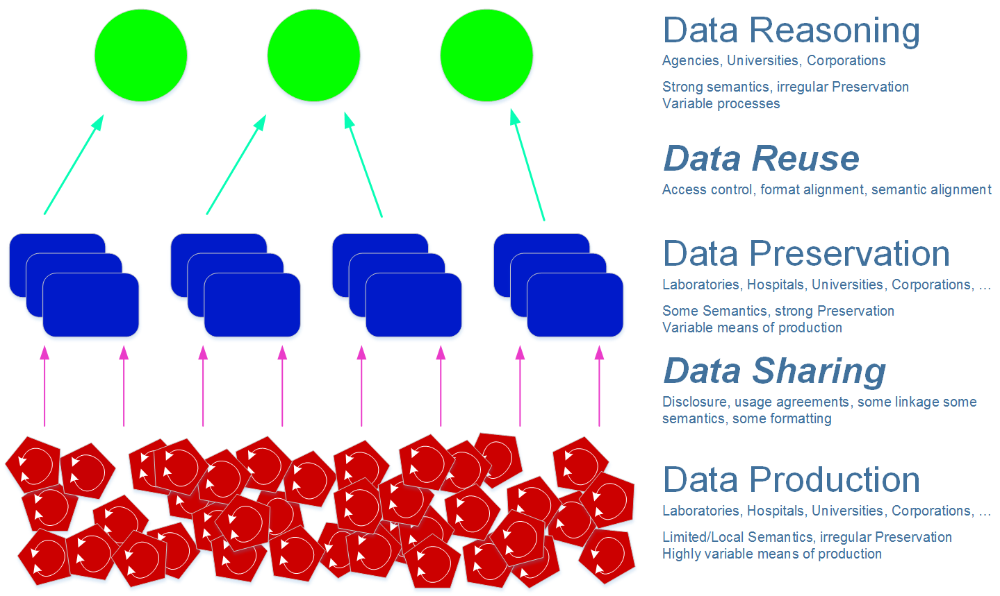 Data Reasoning
Agencies, Universities, Corporations
Strong semantics, irregular Preservation
Variable processes
Data Reuse
Access control, format alignment, semantic alignment
Data Preservation
Laboratories, Hospitals, Universities, Corporations, …
Some Semantics, strong Preservation
Variable means of production
Data Sharing
Disclosure, usage agreements, some linkage some
semantics, some formatting
Data Production
Laboratories, Hospitals, Universities, Corporations, …
Limited/Local Semantics, irregular Preservation
Highly variable means of production